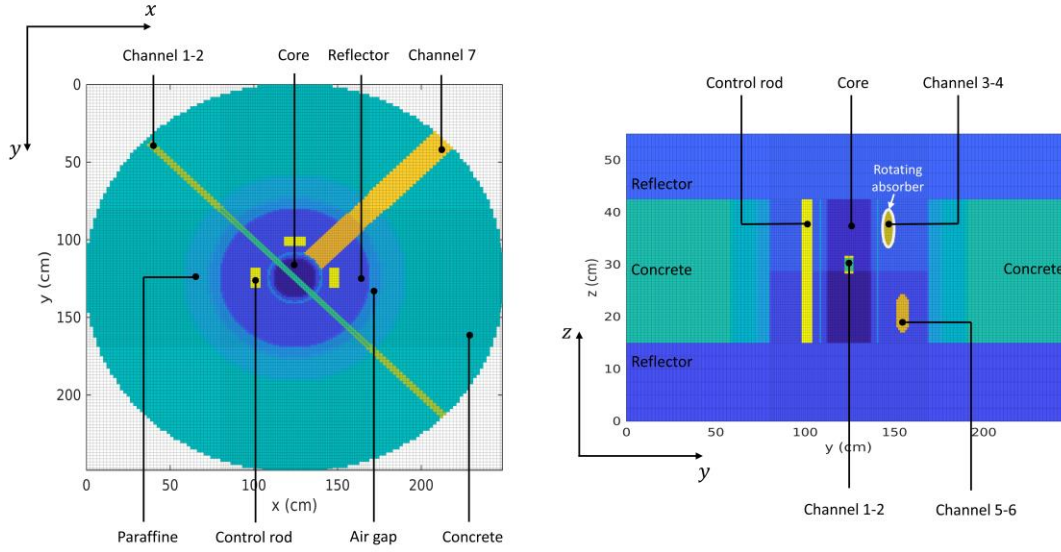 x
y
Channel 1-2
Core
Reflector
Channel 7
0
50
100
150
200
y (cm)
0
50
100
150
200
x (cm)
Paraffine
Control rod
Air gap
Concrete
Control rod
Core
Channel 3-4
Rotating
absorber
Reflector
Concrete
Concrete
Reflector
50
40
30
20
10
0
z (cm)
z
0
50
100
150
200
y (cm)
y
Channel 1-2
Channel 5-6